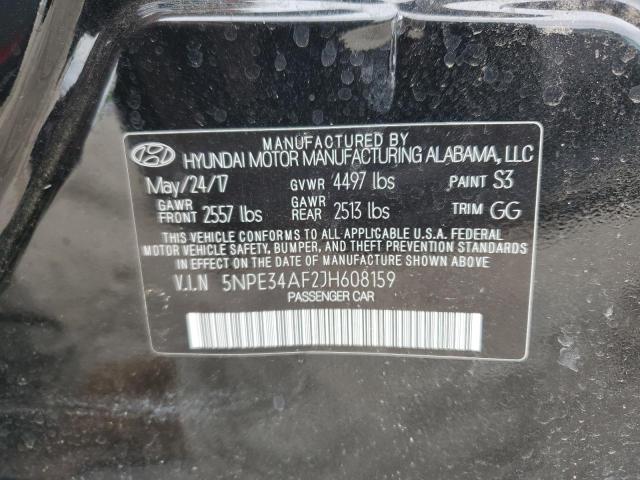 MANUFACTURED BY
HYUNDAI MOTOR MANUFACTURING ALABAMA, LLC
May/24/17 GVWR 4497 lbs PAINT S3
GAWR FRONT 2557 lbs GAWR REAR 2513 lbs TRIM GG
THIS VEHICLE CONFORMS TO ALL APPLICABLE U.S.A. FEDERAL
MOTOR VEHICLE SAFETY, BUMPER, AND THEFT PREVENTION STANDARDS
IN EFFECT ON THE DATE OF MANUFACTURE SHOWN ABOVE
V.I.N 5NPE34AF2JH608159
PASSENGER CAR